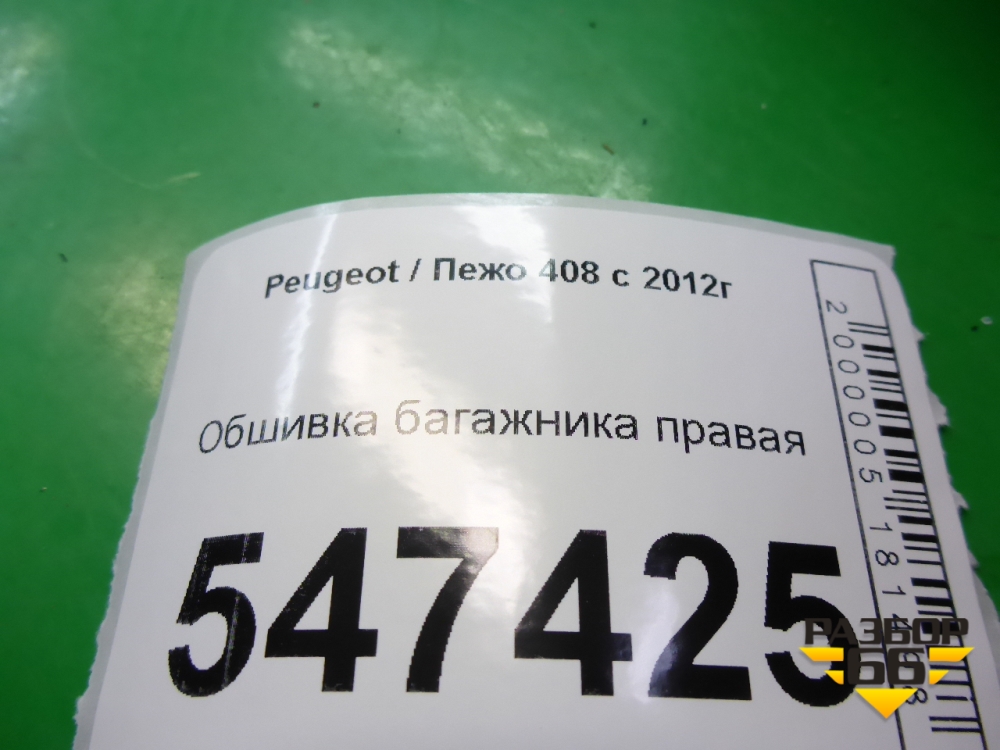 Peugeot / Пежо 408 с 2012г
Обшивка багажника правая
547425
РАЗБОР
66